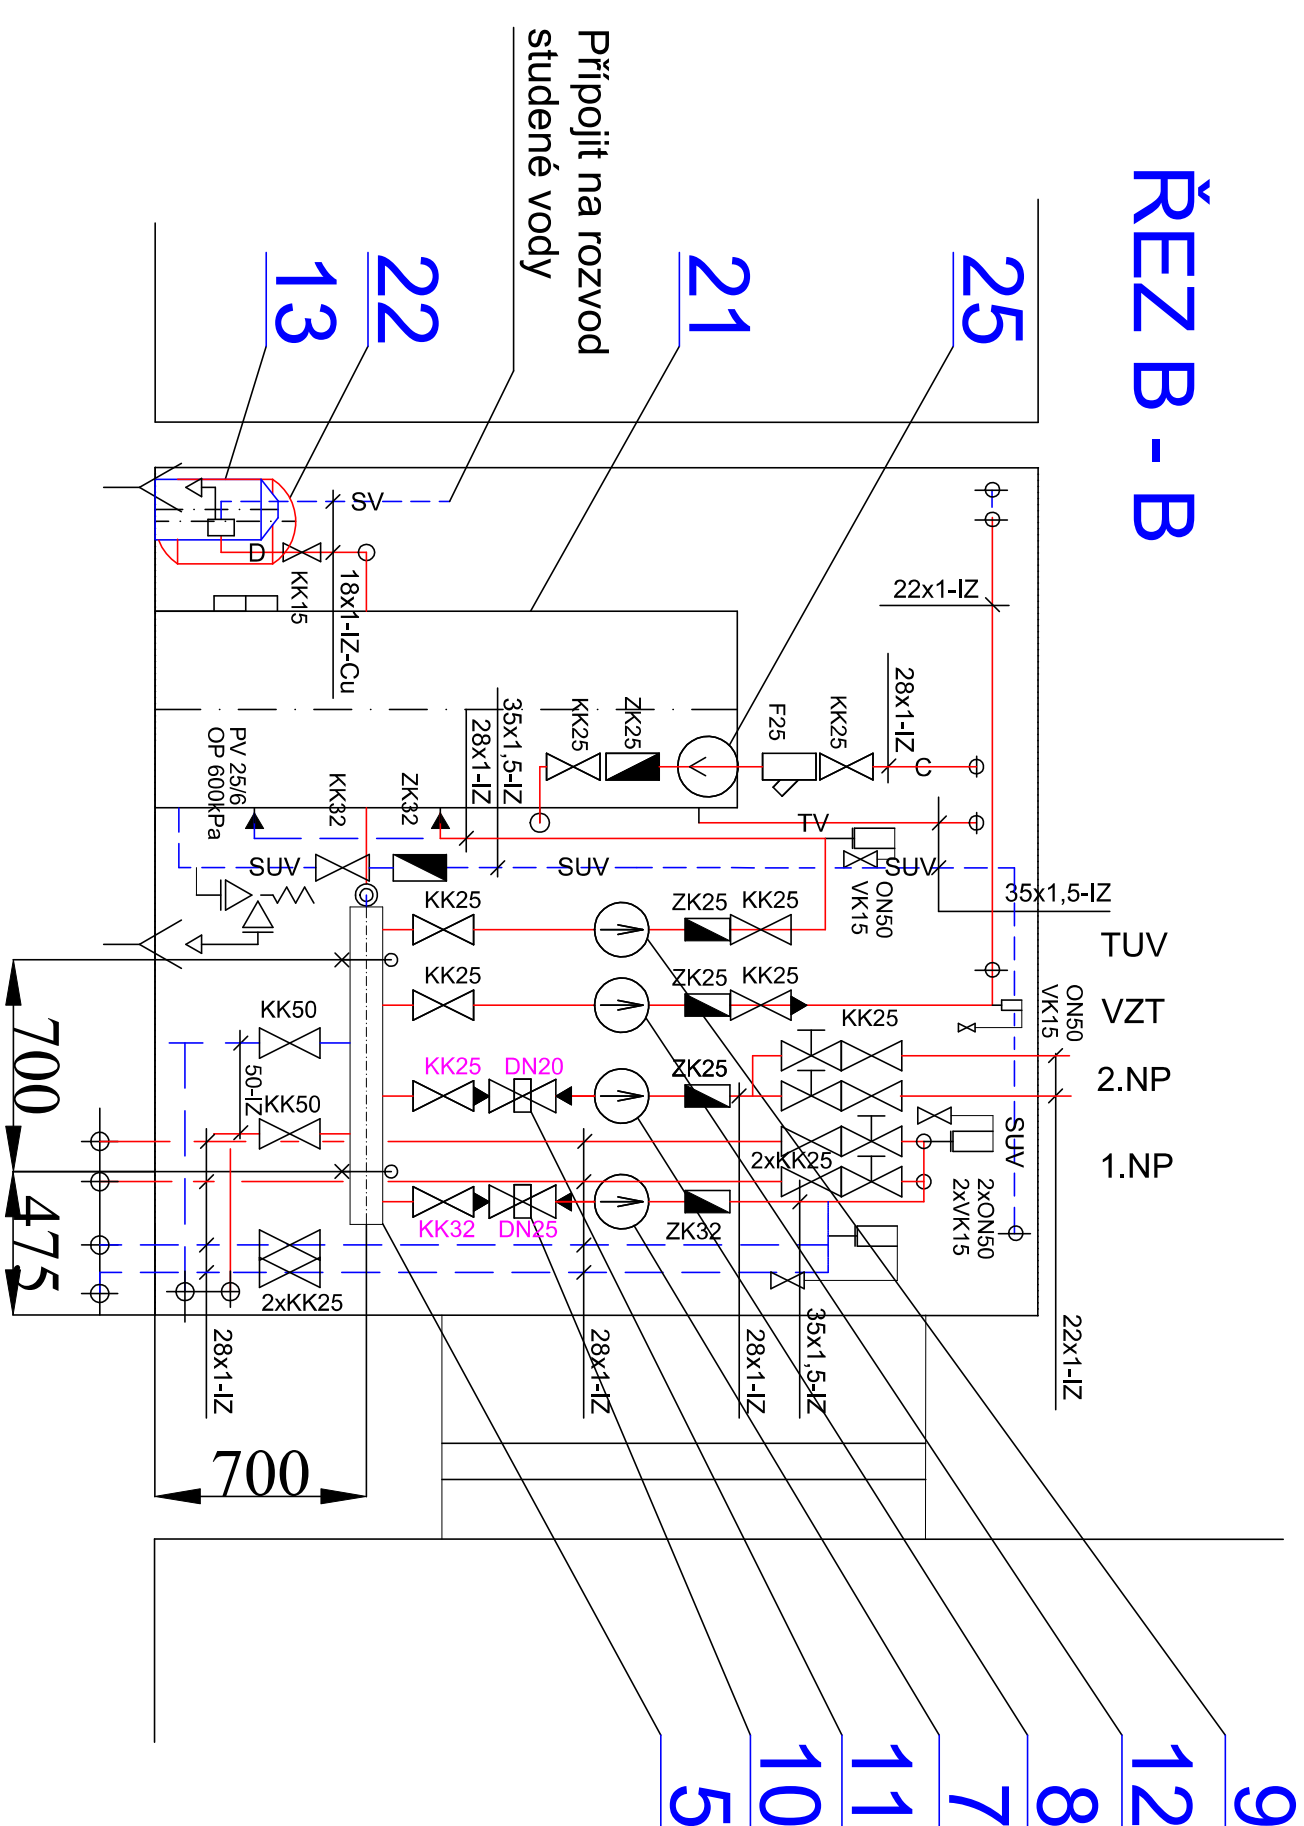 ŘEZ B - B
Přípojit na rozvod
studené vody
25
21
22
13
SV
D
KK15
18x1-IZ-Cu
22x1-IZ
28x1-IZ
C
KK25
F25
ZK25
KK25
35x1,5-IZ
28x1-IZ
ZK32
KK32
PV 25/6
OP 600kPa
TV
SUV
SUV
SUV
ON50
VK15
35x1,5-IZ
KK25
ZK25
KK25
TUV
KK25
ZK25
KK25
VZT
ON50
VK15
KK50
50-IZ
KK50
KK25
DN20
ZK25
KK25
2.NP
2xKK25
SUV
1.NP
KK32
DN25
ZK32
2xON50
2xVK15
2xKK25
28x1-IZ
28x1-IZ
28x1-IZ
35x1,5-IZ
22x1-IZ
700
475
700
9
12
8
7
11
10
5